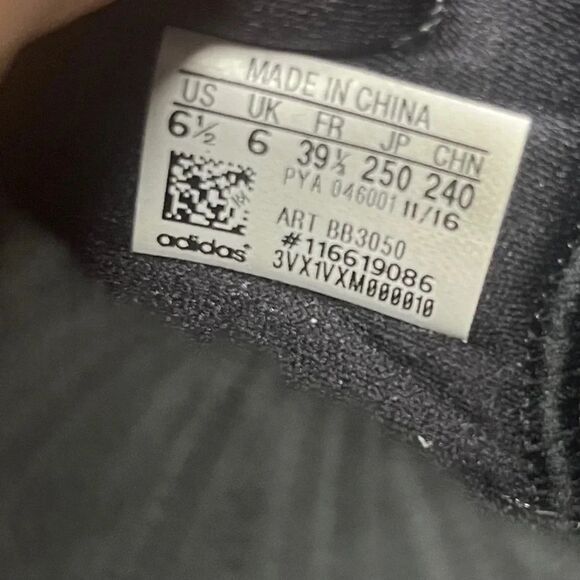 MADE IN CHINA
US UK FR JP CHN
6½ 6 39⅓ 250 240
PYA 046001 11/16
ART BB3050
#116619086
adidas
3VX1VXM000010